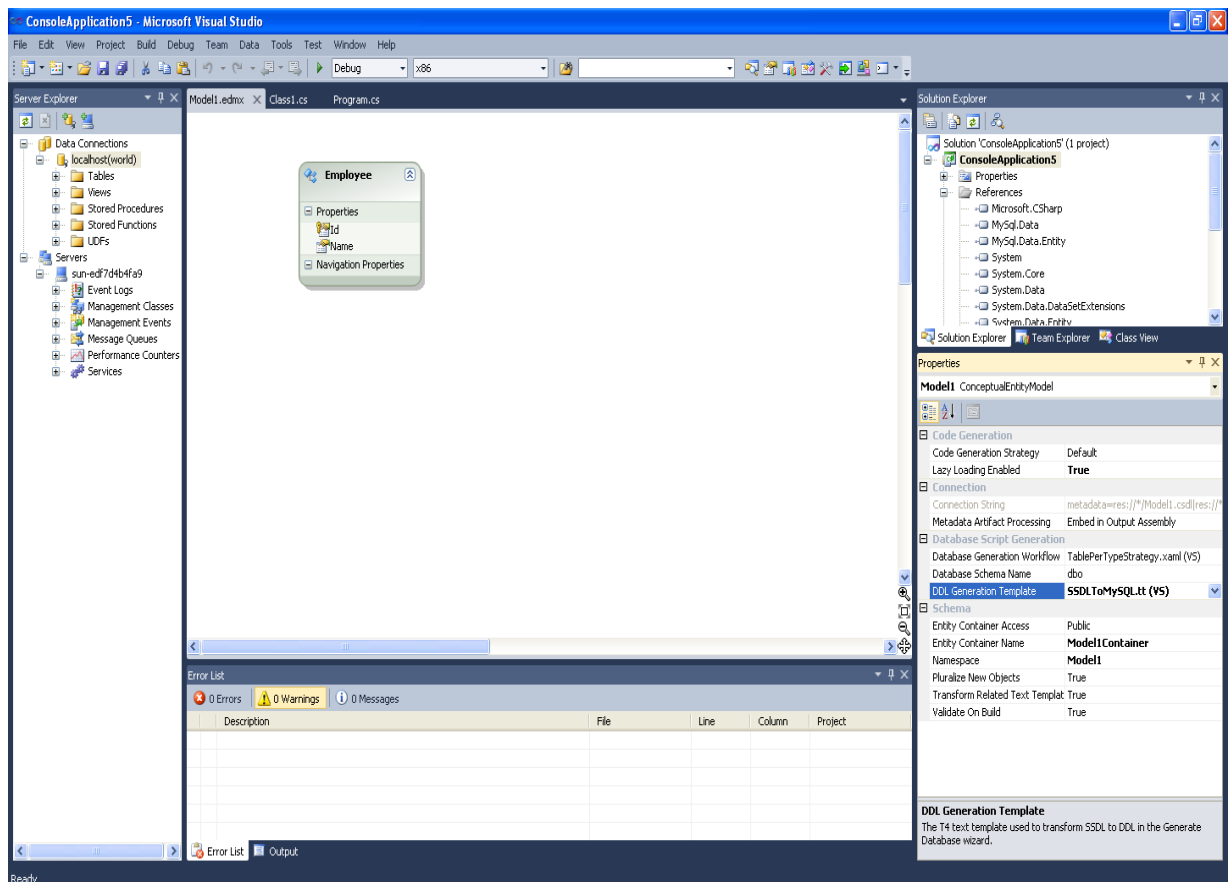 ConsoleApplication5 - Microsoft Visual Studio
File Edit View Project Build Debug Team Data Tools Test Window Help
Debug x86
Server Explorer
Data Connections
localhost(world)
Tables
Views
Stored Procedures
Stored Functions
UDFs
Servers
sun-edf7d4b4fa9
Event Logs
Management Classes
Management Events
Message Queues
Performance Counters
Services
Model1.edmx Class1.cs Program.cs
Employee
Properties
Id
Name
Navigation Properties
Error List
0 Errors 0 Warnings 0 Messages
Description File Line Column Project
Error List Output
Solution Explorer
Solution 'ConsoleApplication5' (1 project)
ConsoleApplication5
Properties
References
Microsoft.CSharp
MySql.Data
MySql.Data.Entity
System
System.Core
System.Data
System.Data.DataSetExtensions
System.Data.Entity
Solution Explorer Team Explorer Class View
Properties
Model1 ConceptualEntityModel
Code Generation
Code Generation Strategy Default
Lazy Loading Enabled True
Connection
Connection String metadata=res://*/Model1.csdl|res://*
Metadata Artifact Processing Embed in Output Assembly
Database Script Generation
Database Generation Workflow TablePerTypeStrategy.xaml (VS)
Database Schema Name dbo
DDL Generation Template SSDLToMySQL.tt (VS)
Schema
Entity Container Access Public
Entity Container Name Model1Container
Namespace Model1
Pluralize New Objects True
Transform Related Text Templat True
Validate On Build True
DDL Generation Template
The T4 text template used to transform SSDL to DDL in the Generate
Database wizard.
Ready